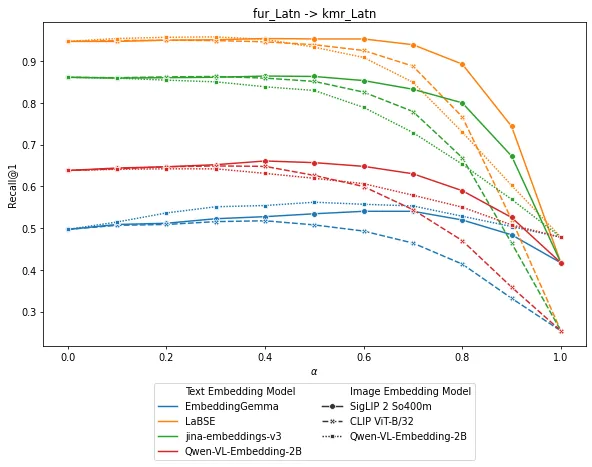 fur_Latn -> kmr_Latn
Recall@1
0.9
0.8
0.7
0.6
0.5
0.4
0.3
0.0 0.2 0.4 0.6 0.8 1.0
α
Text Embedding Model Image Embedding Model
EmbeddingGemma SigLIP 2 So400m
LaBSE CLIP ViT-B/32
jina-embeddings-v3 Qwen-VL-Embedding-2B
Qwen-VL-Embedding-2B